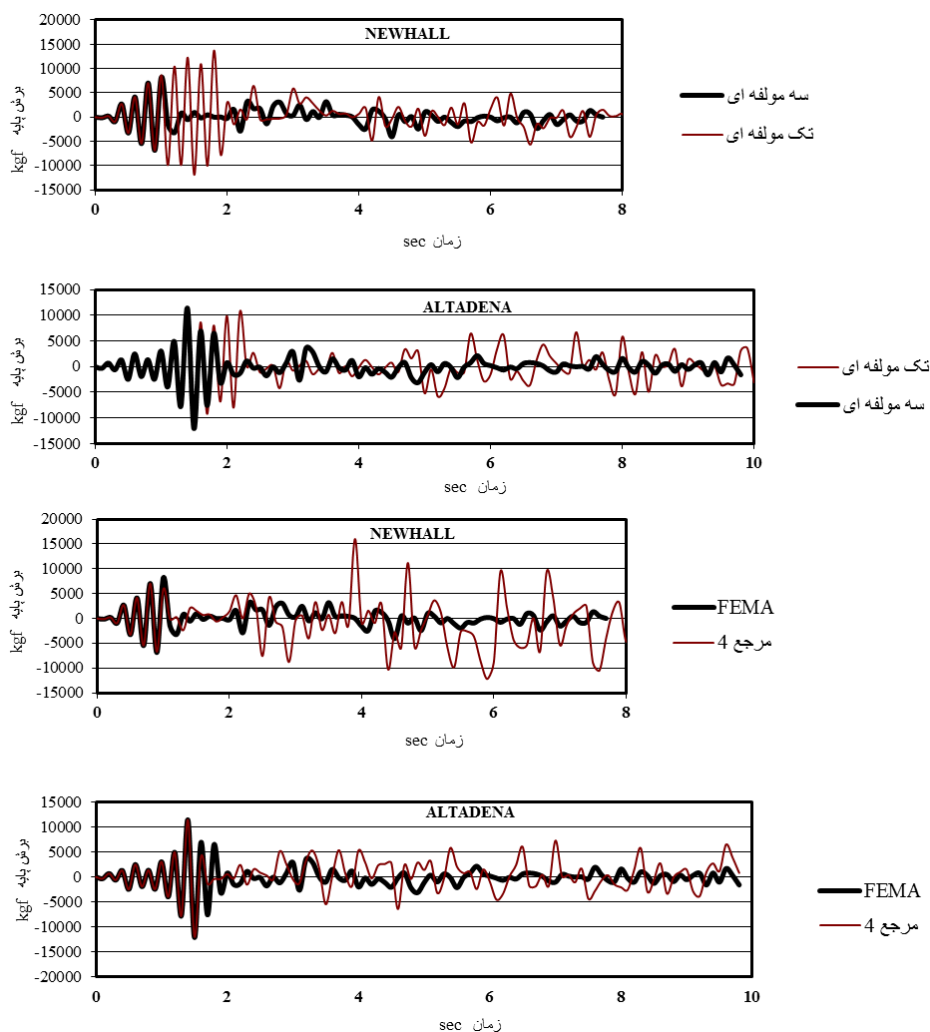 NEWHALL
20000
15000
10000
5000
0
-5000
-10000
-15000
برش پایه kgf
0 2 4 6 8
زمان sec
سه مولفه ای
تک مولفه ای
ALTADENA
15000
10000
5000
0
-5000
-10000
-15000
برش پایه kgf
0 2 4 6 8 10
زمان sec
تک مولفه ای
سه مولفه ای
NEWHALL
20000
15000
10000
5000
0
-5000
-10000
-15000
برش پایه kgf
0 2 4 6 8
زمان sec
FEMA
مرجع 4
ALTADENA
15000
10000
5000
0
-5000
-10000
-15000
-20000
برش پایه kgf
0 2 4 6 8 10
زمان sec
FEMA
مرجع 4